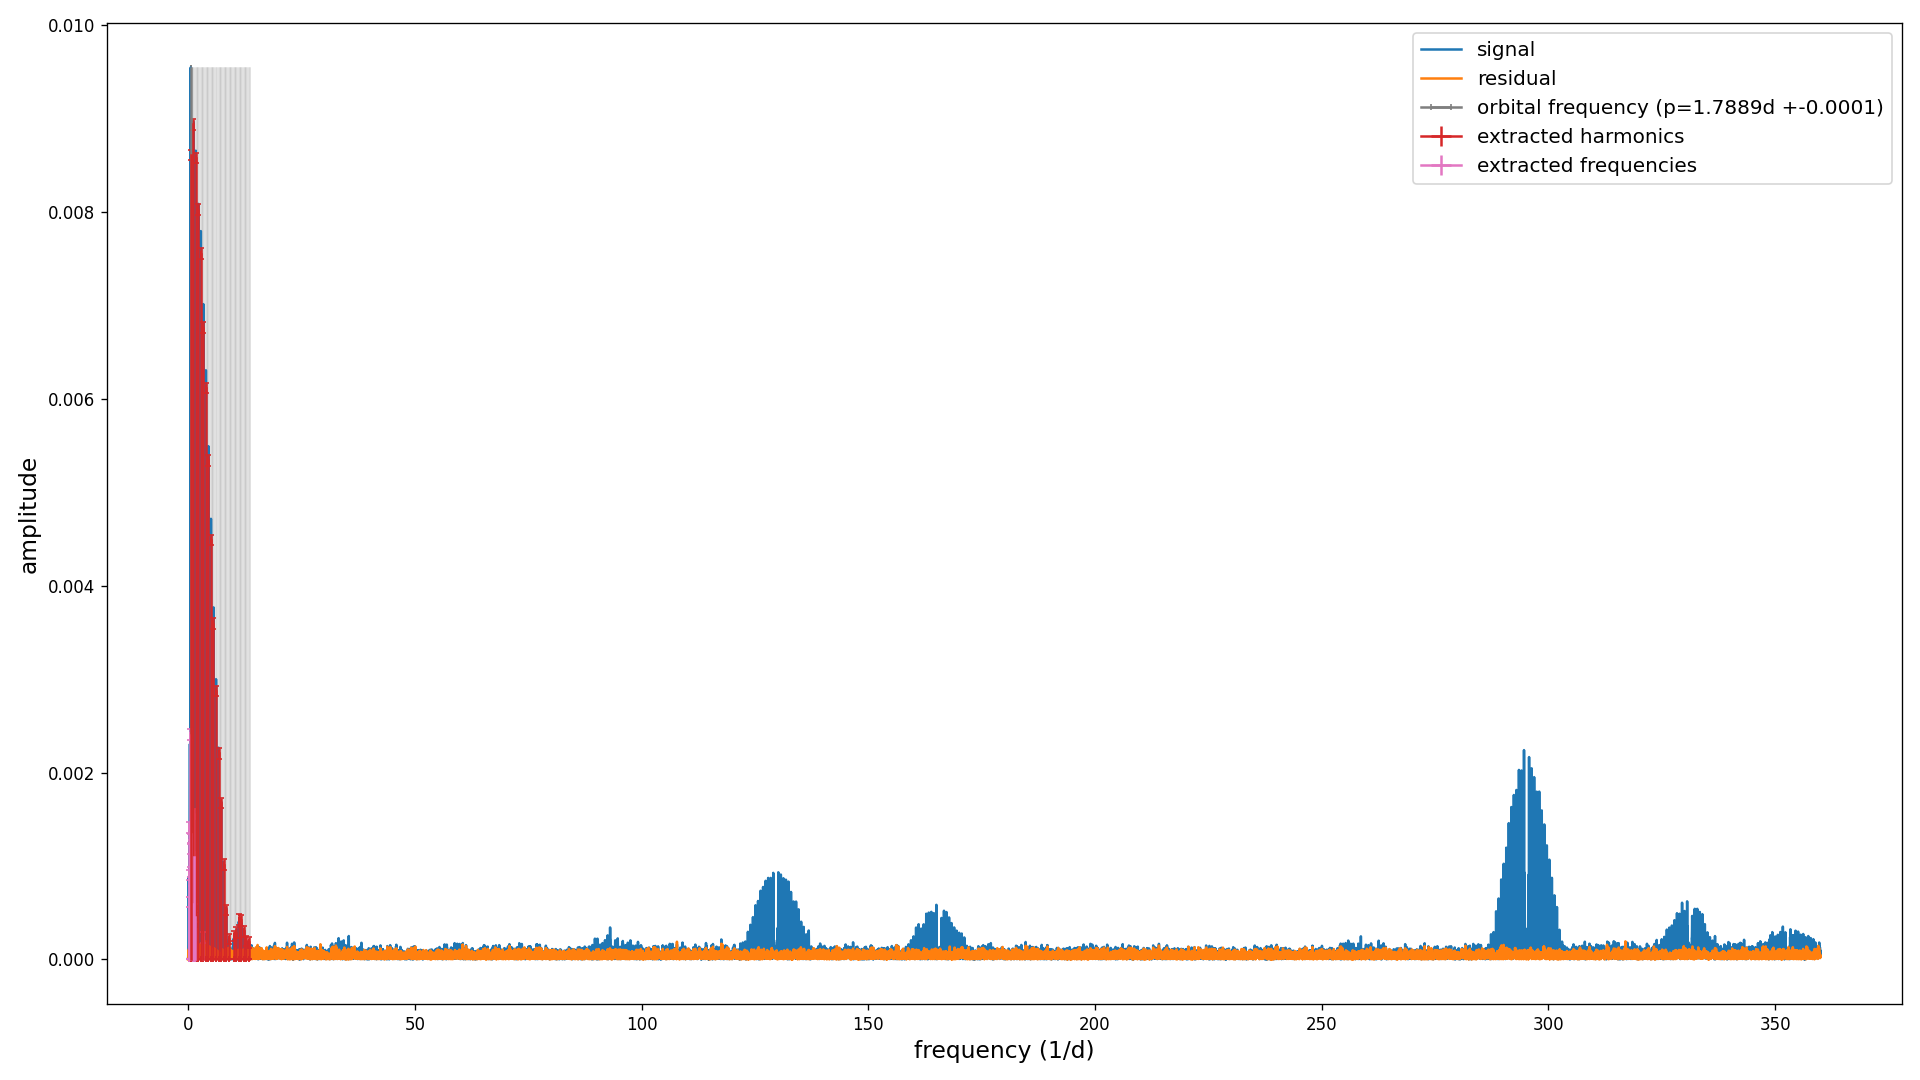 signal
residual
orbital frequency (p=1.7889d +-0.0001)
extracted harmonics
extracted frequencies
0.010
0.008
0.006
0.004
0.002
0.000
amplitude
0 50 100 150 200 250 300 350
frequency (1/d)